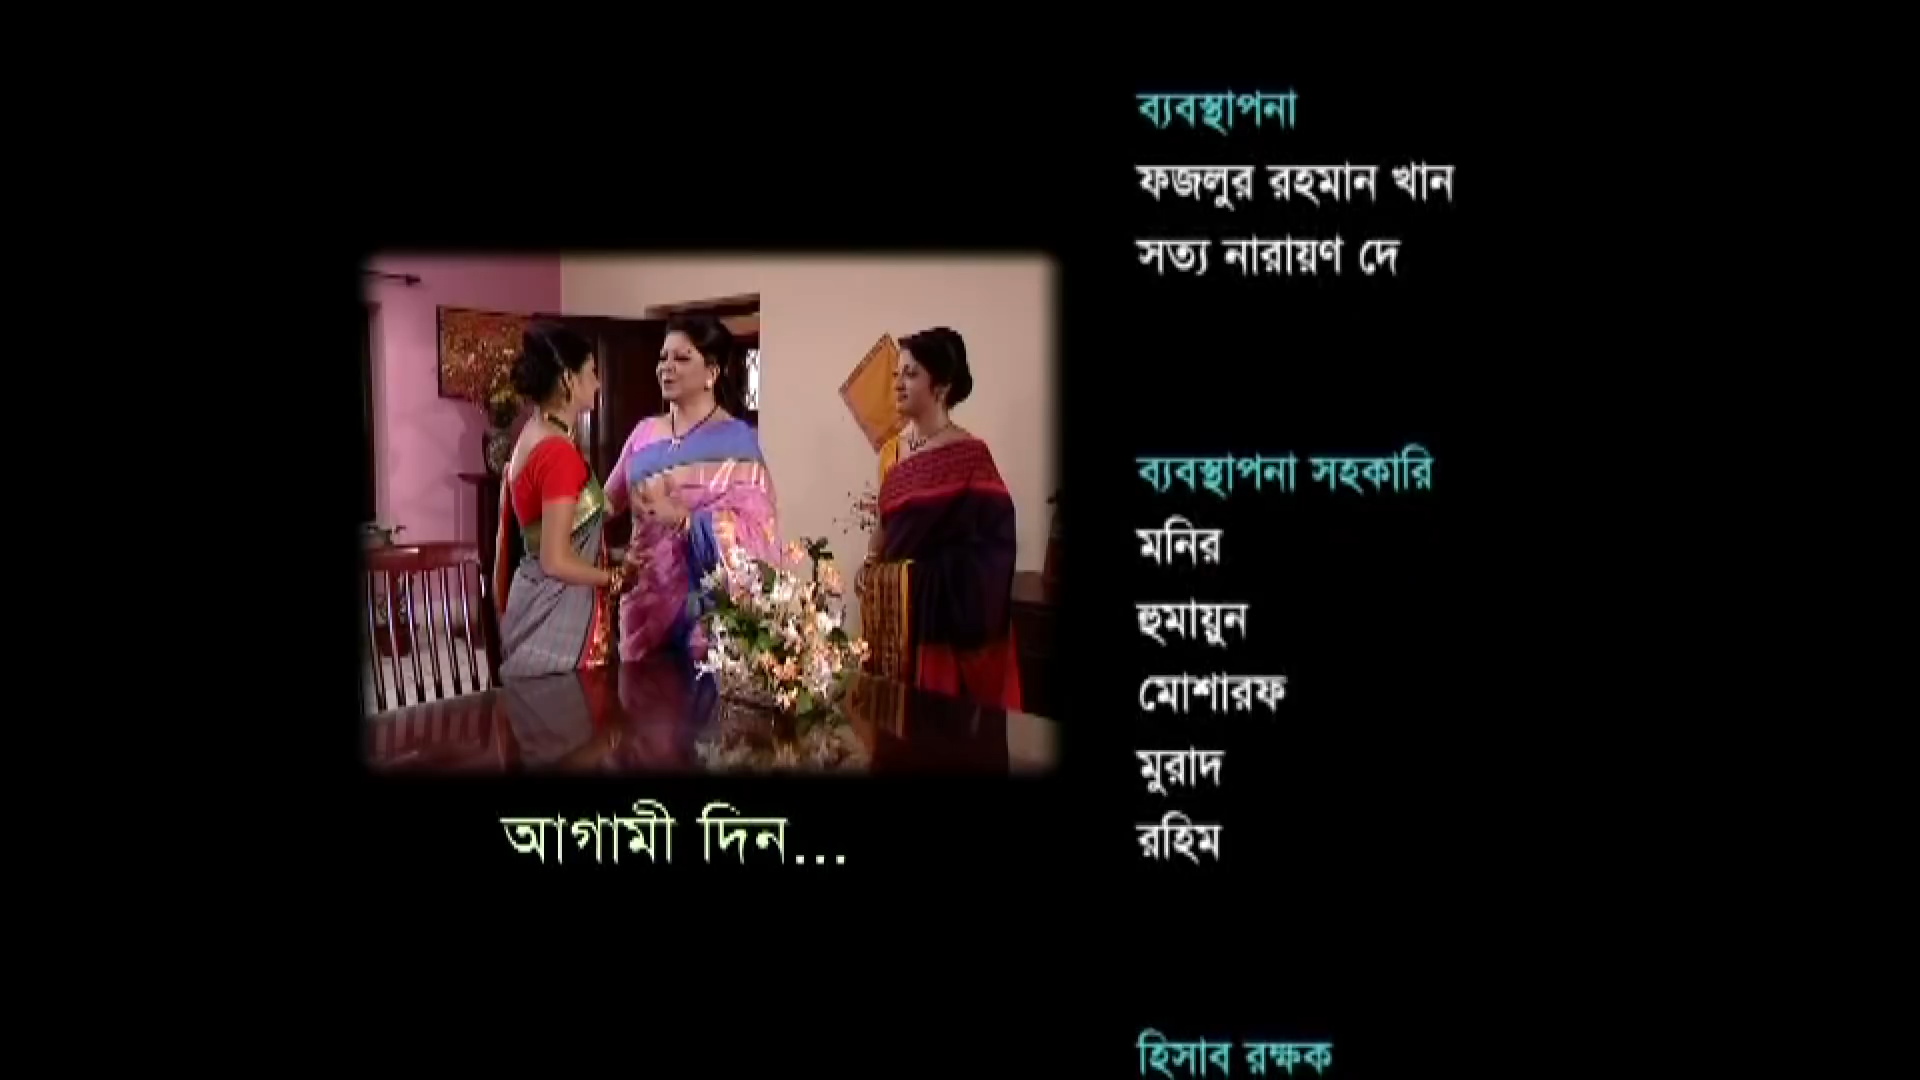 ব্যবস্থাপনা
ফজলুর রহমান খান
সত্য নারায়ণ দে
ব্যবস্থাপনা সহকারি
মনির
হুমায়ুন
মোশারফ
মুরাদ
রহিম
হিসাব রক্ষক
আগামী দিন...